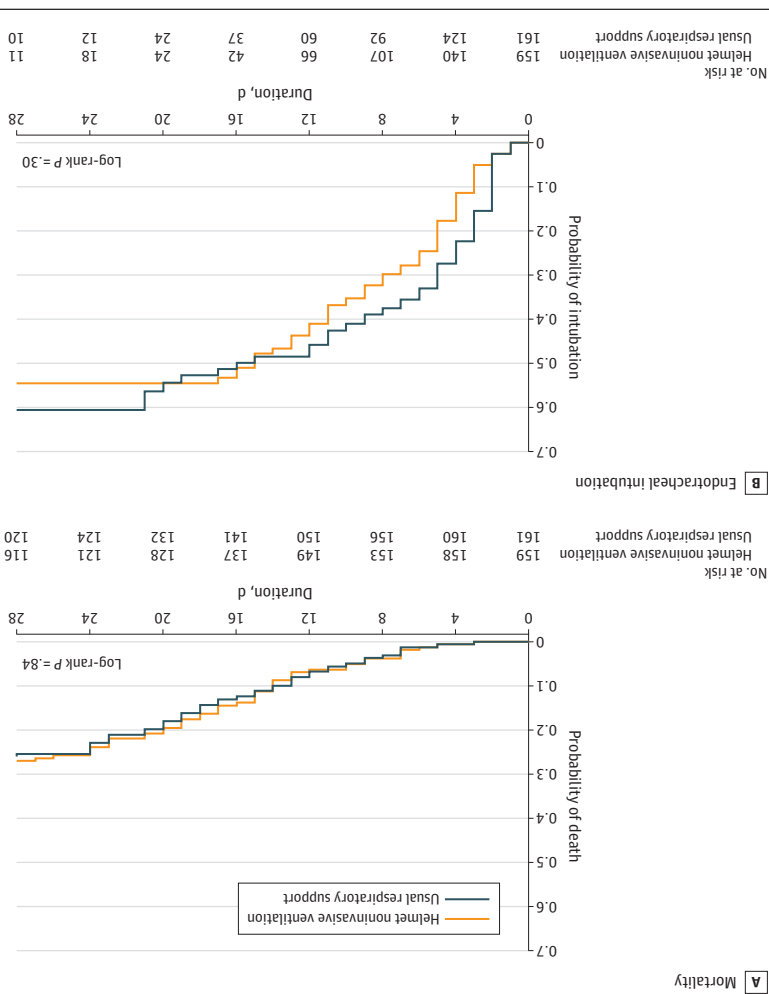 A Mortality
0.7
0.6
0.5
0.4
0.3
0.2
0.1
0
Probability of death
Helmet noninvasive ventilation
Usual respiratory support
Log-rank P = .84
0 4 8 12 16 20 24 28
Duration, d
No. at risk
Helmet noninvasive ventilation 159 158 153 149 137 128 121 116
Usual respiratory support 161 160 156 150 141 132 124 120
B Endotracheal intubation
0.7
0.6
0.5
0.4
0.3
0.2
0.1
0
Probability of intubation
Log-rank P = .30
0 4 8 12 16 20 24 28
Duration, d
No. at risk
Helmet noninvasive ventilation 159 140 107 66 42 24 18 11
Usual respiratory support 161 124 92 60 37 24 12 10